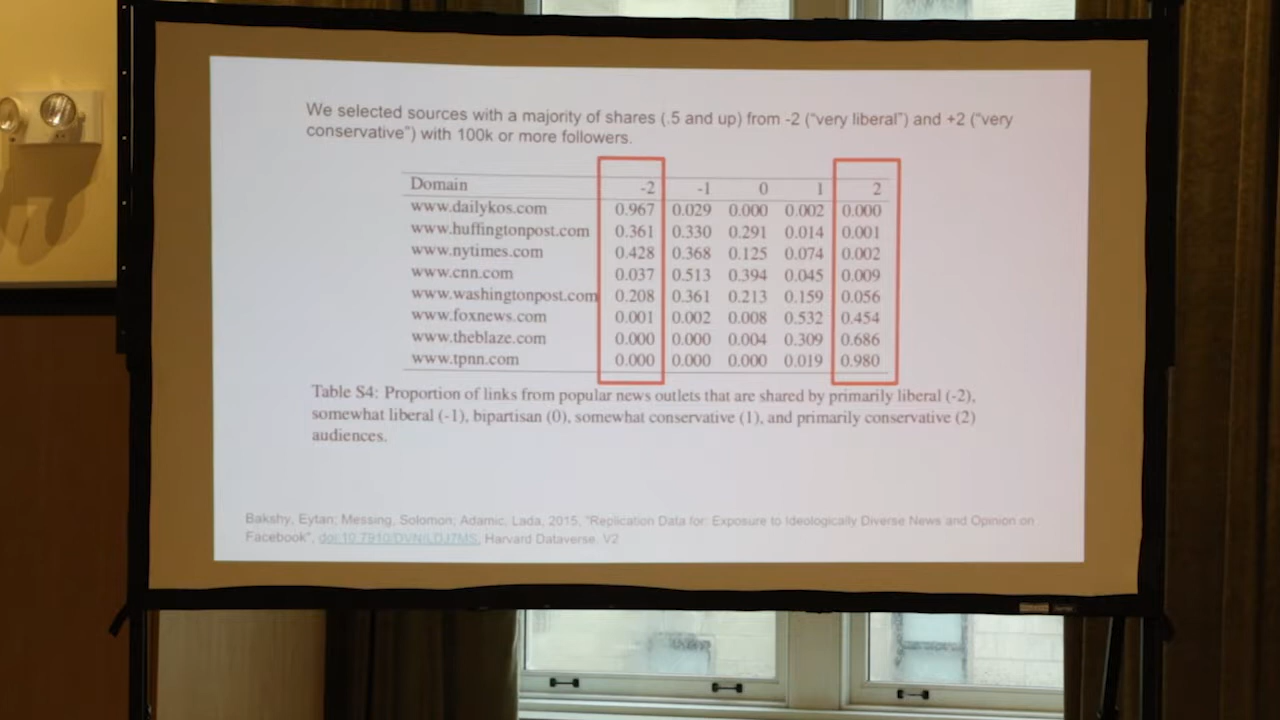 We selected sources with a majority of shares (.5 and up) from -2 ("very liberal") and +2 ("very
conservative") with 100k or more followers.
Domain -2 -1 0 1 2
www.dailykos.com 0.967 0.029 0.000 0.002 0.000
www.huffingtonpost.com 0.361 0.330 0.291 0.014 0.001
www.nytimes.com 0.428 0.368 0.125 0.074 0.002
www.cnn.com 0.037 0.513 0.394 0.045 0.009
www.washingtonpost.com 0.208 0.361 0.213 0.159 0.056
www.foxnews.com 0.001 0.002 0.008 0.532 0.454
www.theblaze.com 0.000 0.000 0.004 0.309 0.686
www.tpnn.com 0.000 0.000 0.000 0.019 0.980
Table S4: Proportion of links from popular news outlets that are shared by primarily liberal (-2),
somewhat liberal (-1), bipartisan (0), somewhat conservative (1), and primarily conservative (2)
audiences.
Bakshy, Eytan; Messing, Solomon; Adamic, Lada, 2015, "Replication Data for: Exposure to Ideologically Diverse News and Opinion on
Facebook", doi:10.7910/DVN/LDJ7MS, Harvard Dataverse, V2